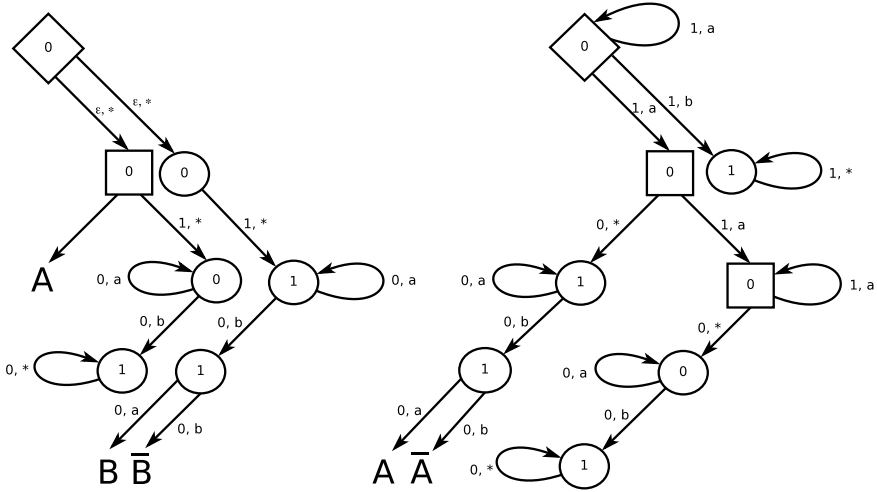 0
1, a
0
ε, *
ε, *
1, a
1, b
0
0
0
1
1, *
1, *
1, *
0, *
1, a
A
0, a
0
1
0, a
0, a
1
0
1, a
0, b
0, b
0, b
0, *
0, *
1
1
1
0, a
0
0, a
0, b
0, a
0, b
0, b
B
B̅
A
A̅
0, *
1